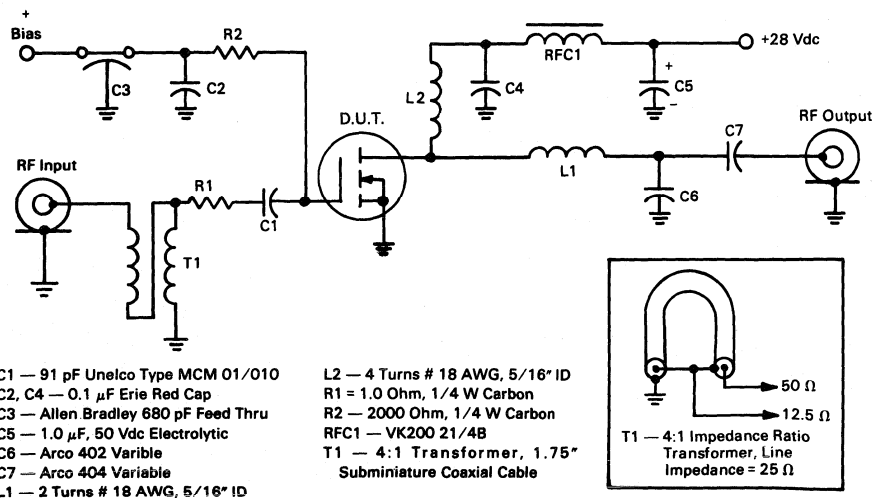 +
Bias
R2
C3
C2
L2
C4
RFC1
+
C5
−
+28 Vdc
D.U.T.
RF Output
C7
L1
C6
RF Input
R1
C1
T1
50 Ω
12.5 Ω
T1 — 4:1 Impedance Ratio
Transformer, Line
Impedance = 25 Ω
C1 — 91 pF Unelco Type MCM 01/010
C2, C4 — 0.1 μF Erie Red Cap
C3 — Allen Bradley 680 pF Feed Thru
C5 — 1.0 μF, 50 Vdc Electrolytic
C6 — Arco 402 Varible
C7 — Arco 404 Variable
L1 — 2 Turns # 18 AWG, 5/16" ID
L2 — 4 Turns # 18 AWG, 5/16" ID
R1 = 1.0 Ohm, 1/4 W Carbon
R2 — 2000 Ohm, 1/4 W Carbon
RFC1 — VK200 21/4B
T1 — 4:1 Transformer, 1.75"
Subminiature Coaxial Cable